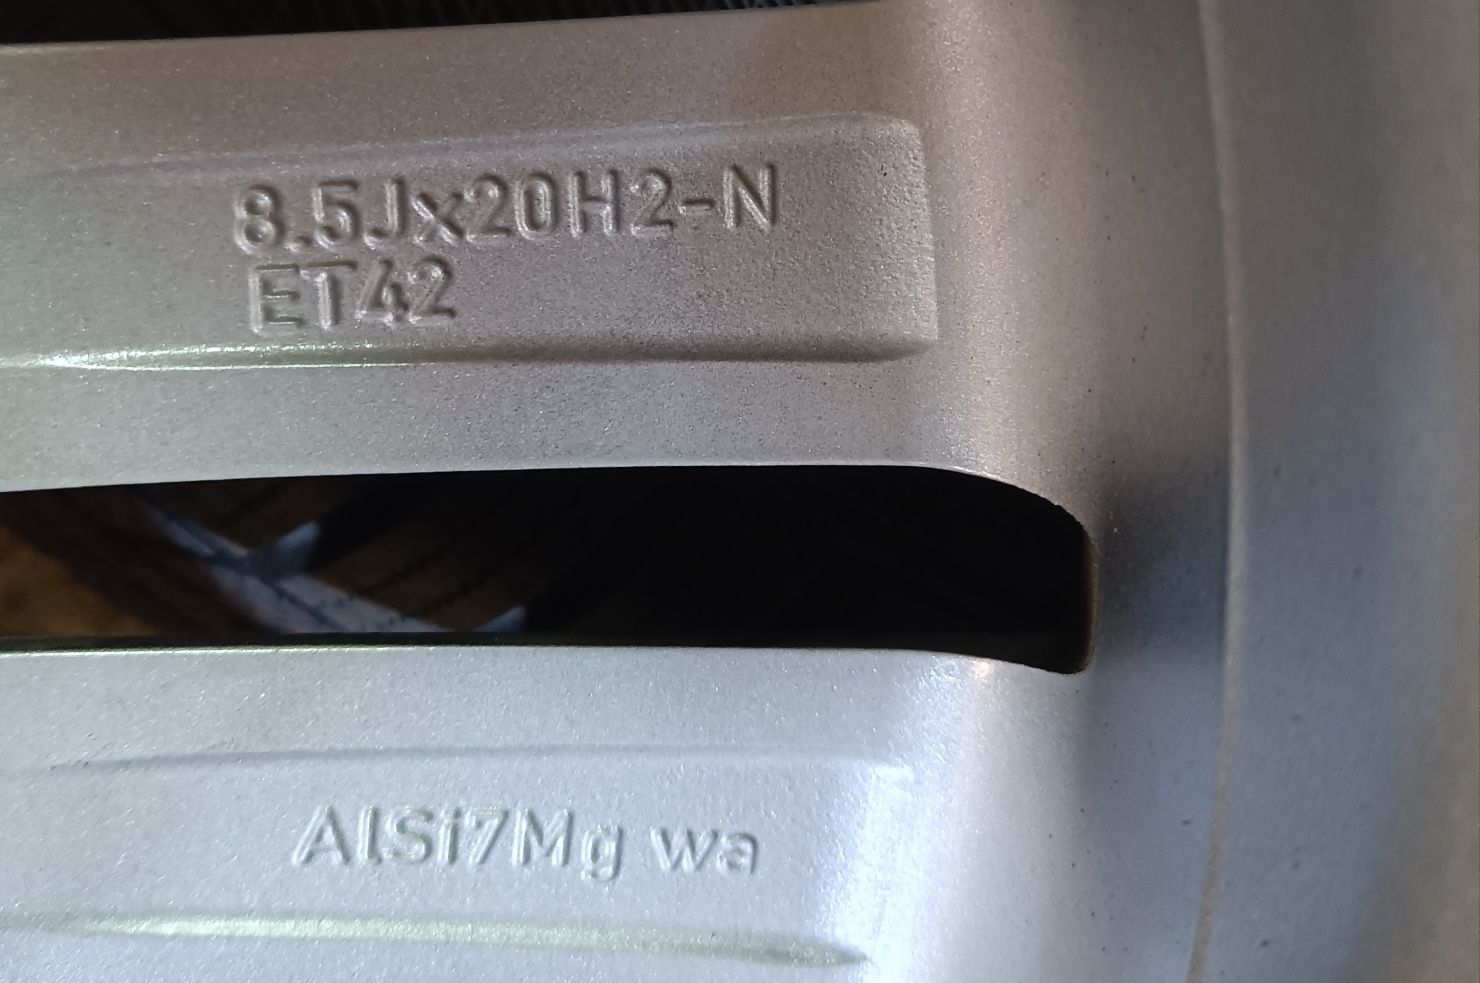 8.5Jx20H2-N
ET42
AlSi7Mg wa